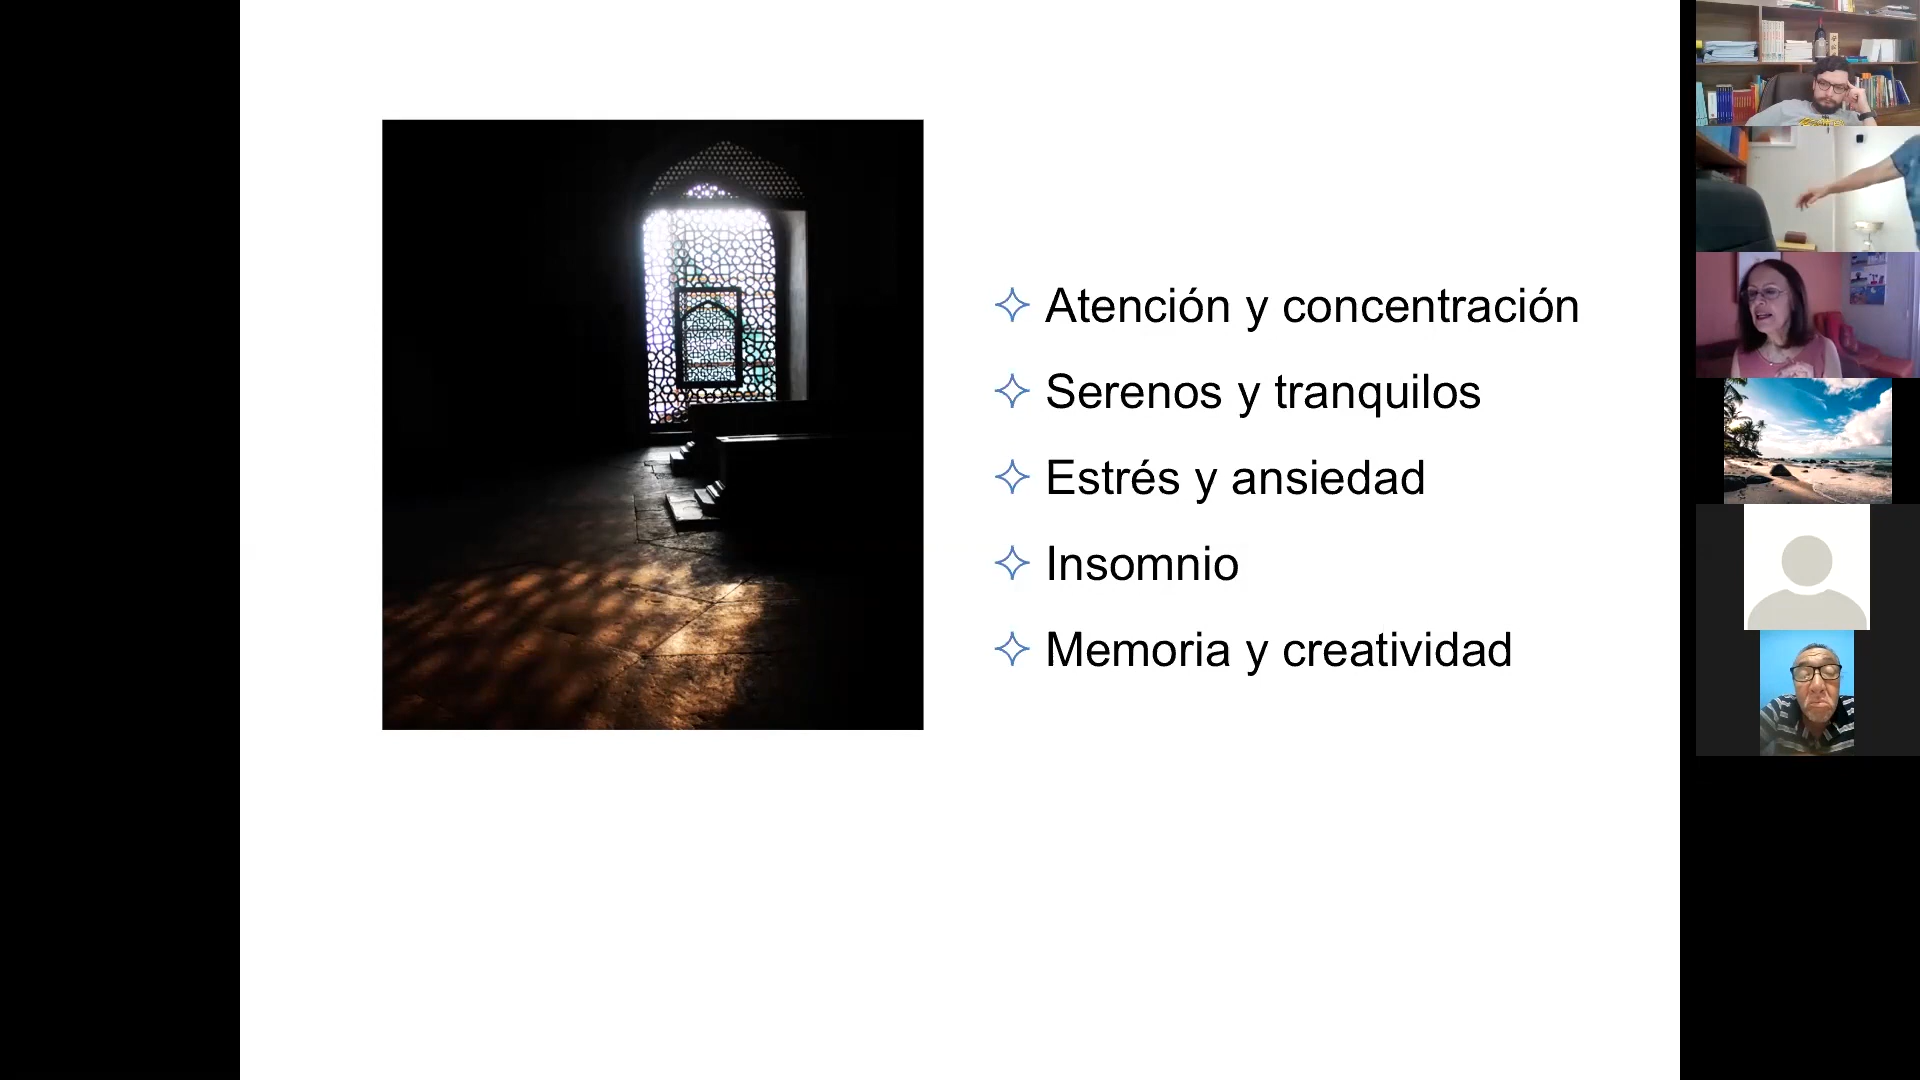 Atención y concentración
Serenos y tranquilos
Estrés y ansiedad
Insomnio
Memoria y creatividad